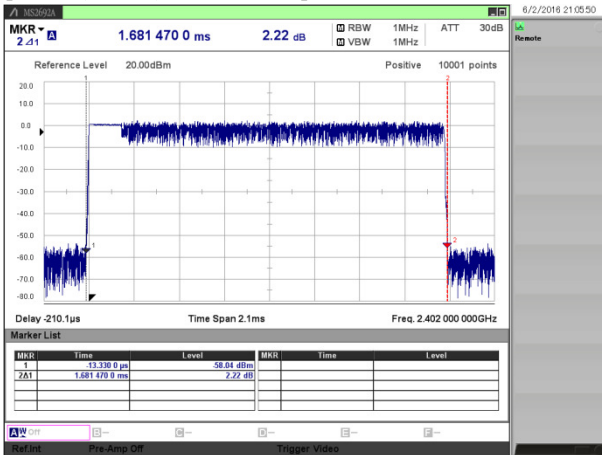 MS2692A
6/2/2016 21:05:50
MKR 2Δ1 A 1.681 470 0 ms 2.22 dB RBW 1MHz ATT 30dB
VBW 1MHz
Remote
Reference Level 20.00dBm Positive 10001 points
1 2
20.0
10.0
0.0
-10.0
-20.0
-30.0
-40.0
-50.0
1 2
-60.0
-70.0
-80.0
Delay -210.1µs Time Span 2.1ms Freq. 2.402 000 000GHz
Marker List
MKR Time Level MKR Time Level
1 -13.330 0 µs -58.04 dBm
2Δ1 1.681 470 0 ms 2.22 dB
A Off
Ref.Int Pre-Amp Off Trigger Video